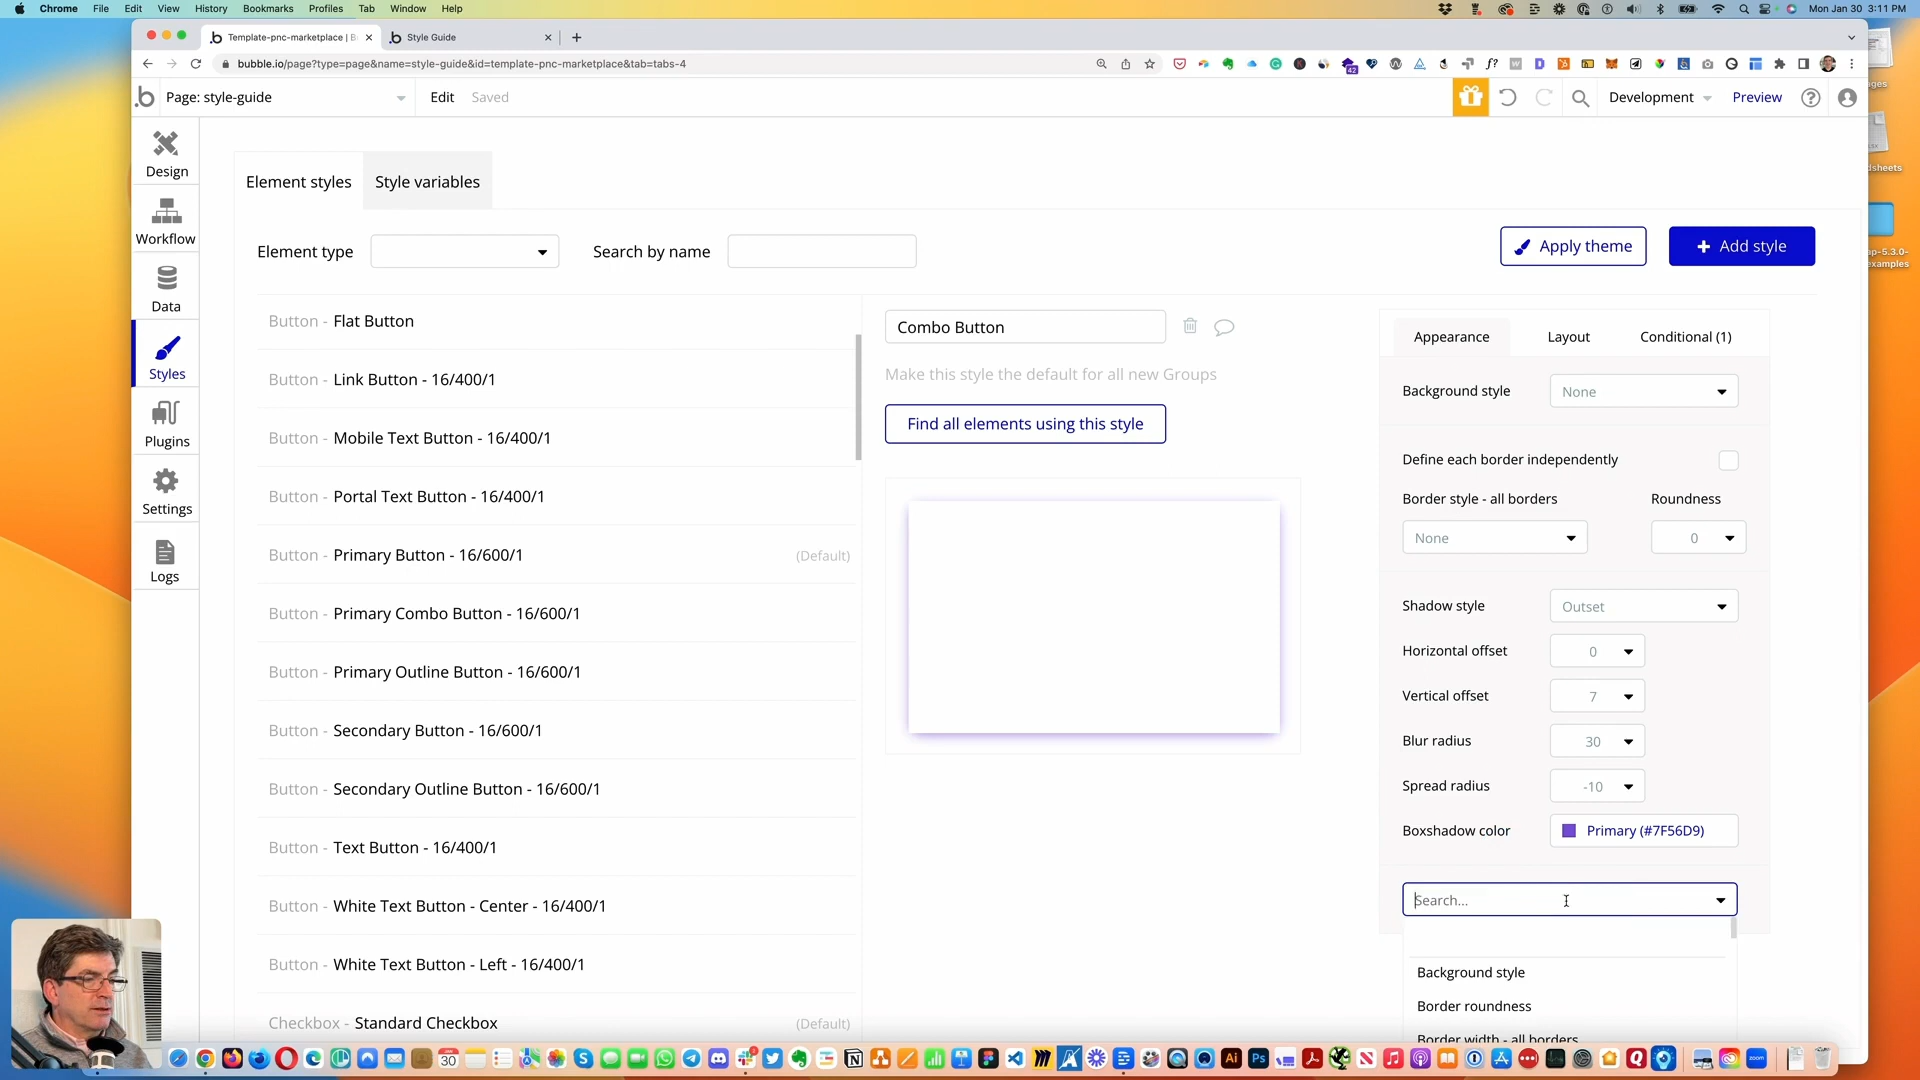 Chrome File Edit View History Bookmarks Profiles Tab Window Help Mon Jan 30 3:11 PM
Template-pnc-marketplace | B Style Guide
bubble.io/page?type=page&name=style-guide&id=template-pnc-marketplace&tab=tabs-4
42
Page: style-guide Edit Saved Development Preview
Design
Workflow
Data
Styles
Plugins
Settings
Logs
Element styles Style variables
Element type Search by name Apply theme + Add style
Button - Flat Button
Button - Link Button - 16/400/1
Button - Mobile Text Button - 16/400/1
Button - Portal Text Button - 16/400/1
Button - Primary Button - 16/600/1 (Default)
Button - Primary Combo Button - 16/600/1
Button - Primary Outline Button - 16/600/1
Button - Secondary Button - 16/600/1
Button - Secondary Outline Button - 16/600/1
Button - Text Button - 16/400/1
Button - White Text Button - Center - 16/400/1
Button - White Text Button - Left - 16/400/1
Checkbox - Standard Checkbox (Default)
Combo Button
Make this style the default for all new Groups
Find all elements using this style
Appearance Layout Conditional (1)
Background style None
Define each border independently
Border style - all borders Roundness
None 0
Shadow style Outset
Horizontal offset 0
Vertical offset 7
Blur radius 30
Spread radius -10
Boxshadow color Primary (#7F56D9)
Search...
Background style
Border roundness
Border width - all borders
ages
dsheets
ap-5.3.0-
examples
30
zoom